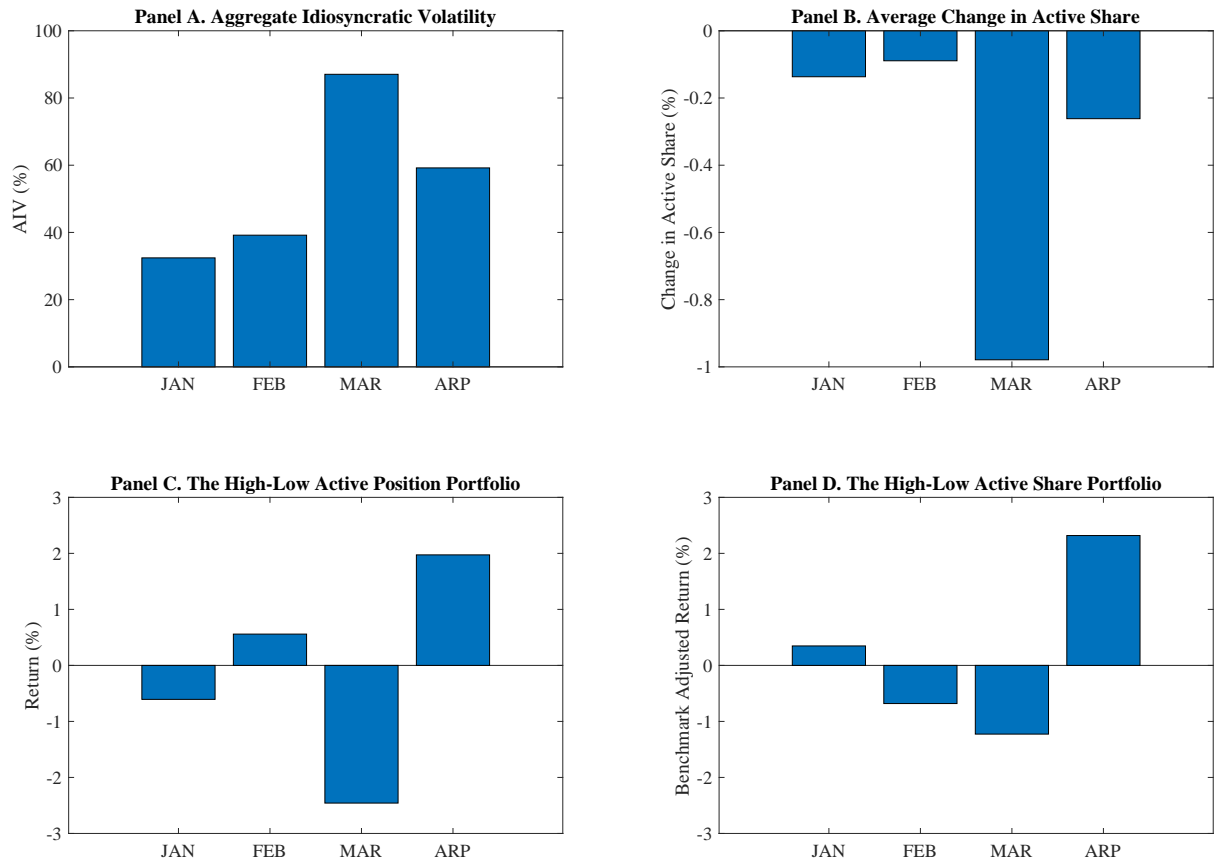 Panel A. Aggregate Idiosyncratic Volatility
100
80
60
40
20
0
AIV (%)
JAN FEB MAR ARP
Panel B. Average Change in Active Share
0
-0.2
-0.4
-0.6
-0.8
-1
Change in Active Share (%)
JAN FEB MAR ARP
Panel C. The High-Low Active Position Portfolio
3
2
1
0
-1
-2
-3
Return (%)
JAN FEB MAR ARP
Panel D. The High-Low Active Share Portfolio
3
2
1
0
-1
-2
-3
Benchmark Adjusted Return (%)
JAN FEB MAR ARP